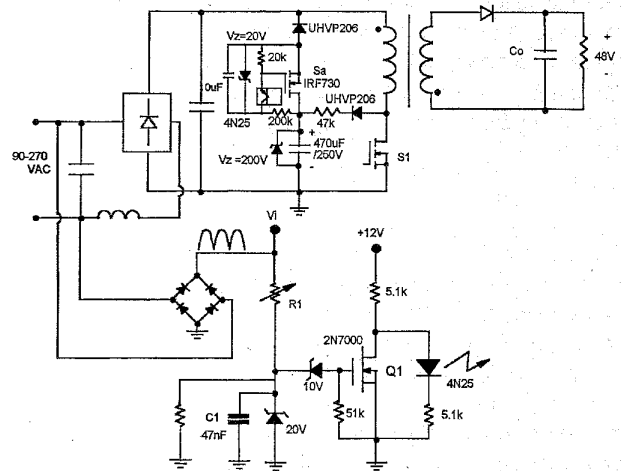 UHVP206
Vz=20V
20k
Sa
IRF730
0uF
UHVP206
4N25
200k
47k
+
470uF
/250V
-
Vz =200V
S1
Co
+
48V
-
90-270
VAC
Vi
+12V
R1
5.1k
2N7000
Q1
10V
4N25
51k
5.1k
C1
47nF
20V